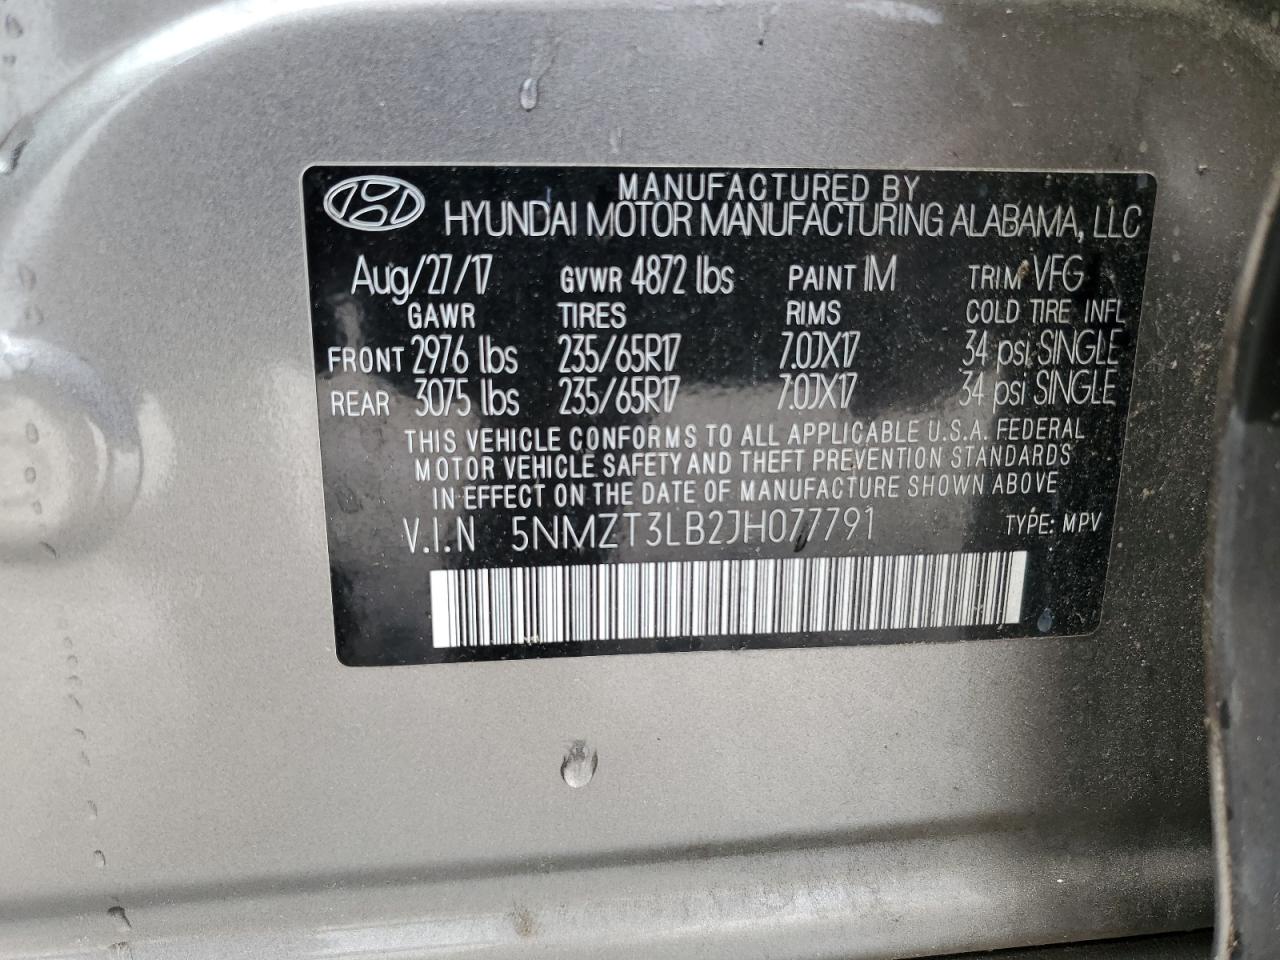 MANUFACTURED BY
HYUNDAI MOTOR MANUFACTURING ALABAMA, LLC
Aug/27/17 GVWR 4872 lbs PAINT IM TRIM VFG
GAWR TIRES RIMS COLD TIRE INFL
FRONT 2976 lbs 235/65R17 7.0JX17 34 psi SINGLE
REAR 3075 lbs 235/65R17 7.0JX17 34 psi SINGLE
THIS VEHICLE CONFORMS TO ALL APPLICABLE U.S.A. FEDERAL
MOTOR VEHICLE SAFETY AND THEFT PREVENTION STANDARDS
IN EFFECT ON THE DATE OF MANUFACTURE SHOWN ABOVE
V.I.N 5NMZT3LB2JH077791 TYPE: MPV